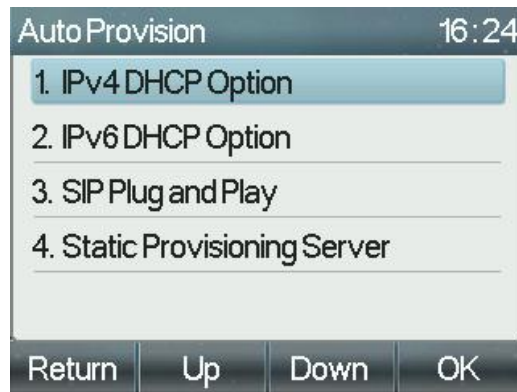 Auto Provision 16:24
1. IPv4 DHCP Option
2. IPv6 DHCP Option
3. SIP Plug and Play
4. Static Provisioning Server
Return Up Down OK